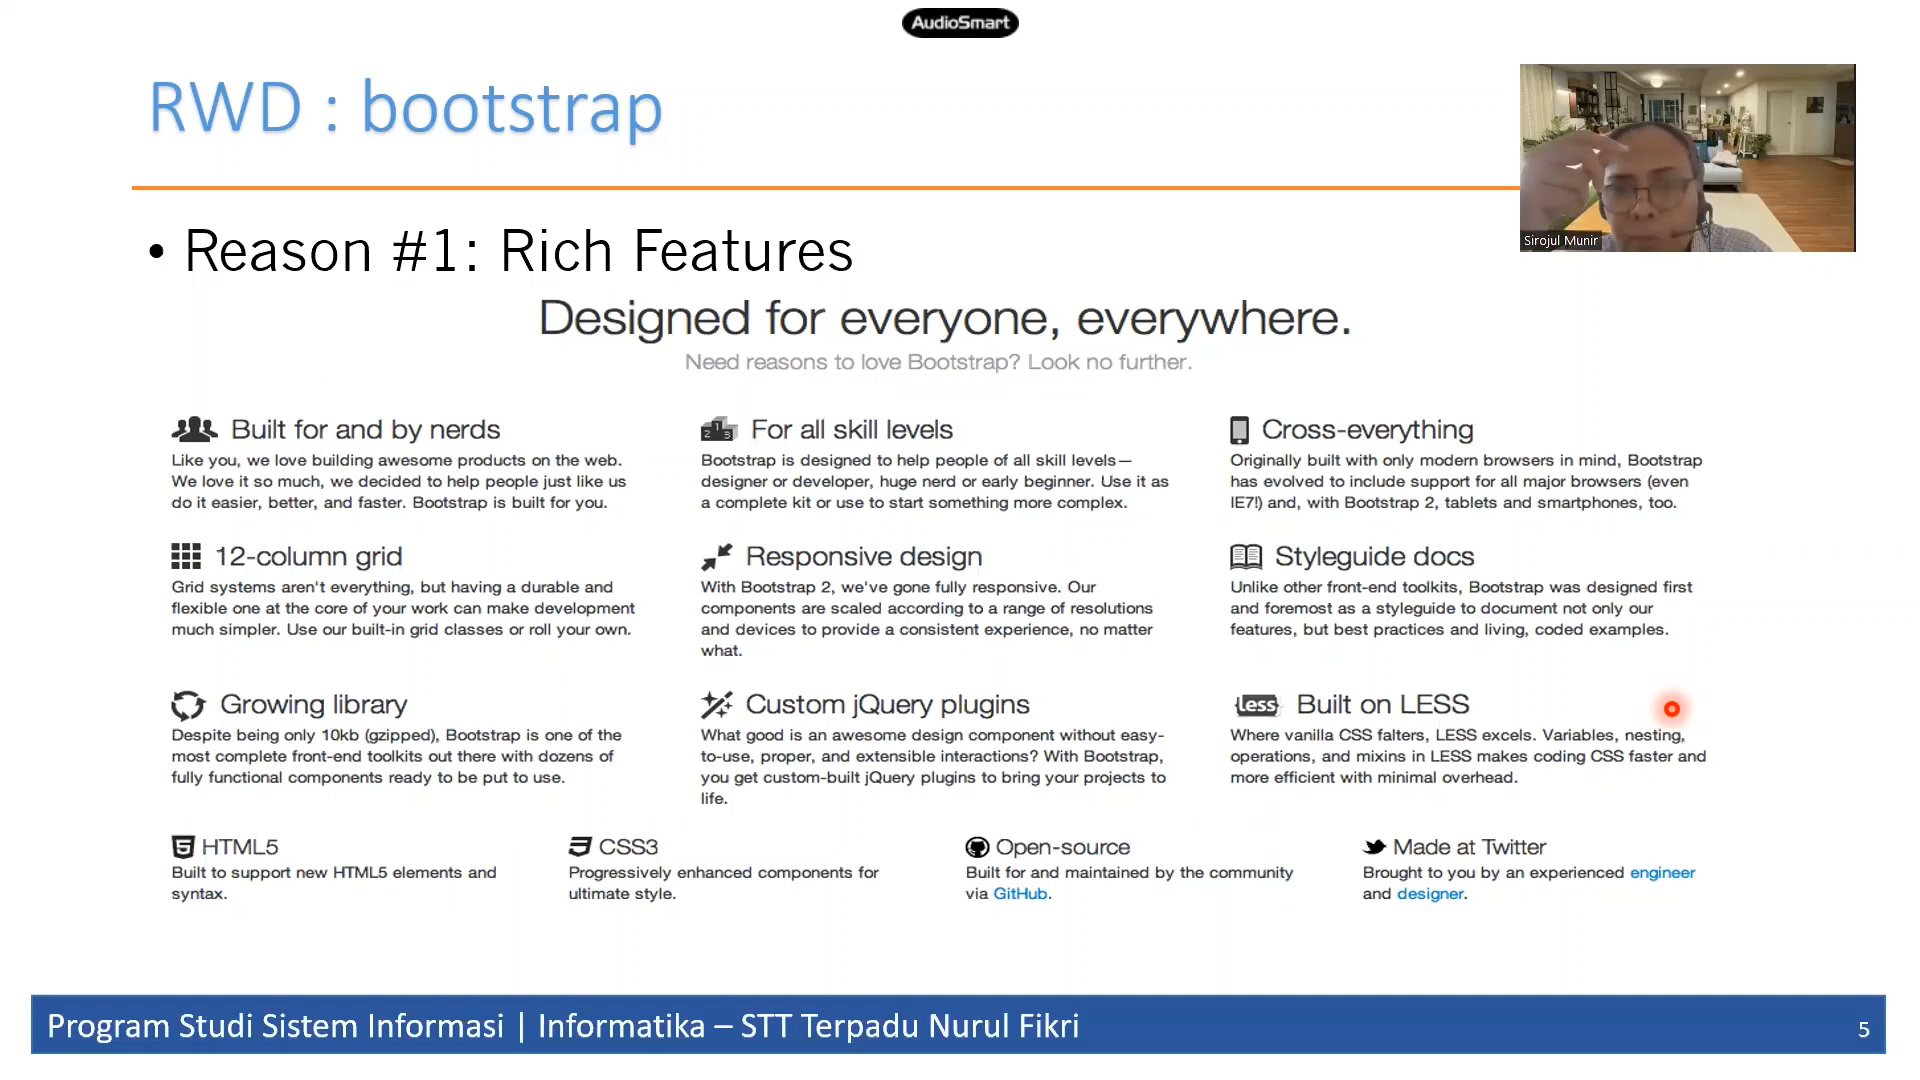 AudioSmart
RWD : bootstrap
Sirojul Munir
• Reason #1: Rich Features
Designed for everyone, everywhere.
Need reasons to love Bootstrap? Look no further.
Built for and by nerds
Like you, we love building awesome products on the web.
We love it so much, we decided to help people just like us
do it easier, better, and faster. Bootstrap is built for you.
1 2 3
For all skill levels
Bootstrap is designed to help people of all skill levels—
designer or developer, huge nerd or early beginner. Use it as
a complete kit or use to start something more complex.
Cross-everything
Originally built with only modern browsers in mind, Bootstrap
has evolved to include support for all major browsers (even
IE7!) and, with Bootstrap 2, tablets and smartphones, too.
12-column grid
Grid systems aren't everything, but having a durable and
flexible one at the core of your work can make development
much simpler. Use our built-in grid classes or roll your own.
Responsive design
With Bootstrap 2, we've gone fully responsive. Our
components are scaled according to a range of resolutions
and devices to provide a consistent experience, no matter
what.
Styleguide docs
Unlike other front-end toolkits, Bootstrap was designed first
and foremost as a styleguide to document not only our
features, but best practices and living, coded examples.
Growing library
Despite being only 10kb (gzipped), Bootstrap is one of the
most complete front-end toolkits out there with dozens of
fully functional components ready to be put to use.
Custom jQuery plugins
What good is an awesome design component without easy-
to-use, proper, and extensible interactions? With Bootstrap,
you get custom-built jQuery plugins to bring your projects to
life.
less Built on LESS
Where vanilla CSS falters, LESS excels. Variables, nesting,
operations, and mixins in LESS makes coding CSS faster and
more efficient with minimal overhead.
HTML5
Built to support new HTML5 elements and
syntax.
CSS3
Progressively enhanced components for
ultimate style.
Open-source
Built for and maintained by the community
via GitHub.
Made at Twitter
Brought to you by an experienced engineer
and designer.
Program Studi Sistem Informasi | Informatika – STT Terpadu Nurul Fikri
5